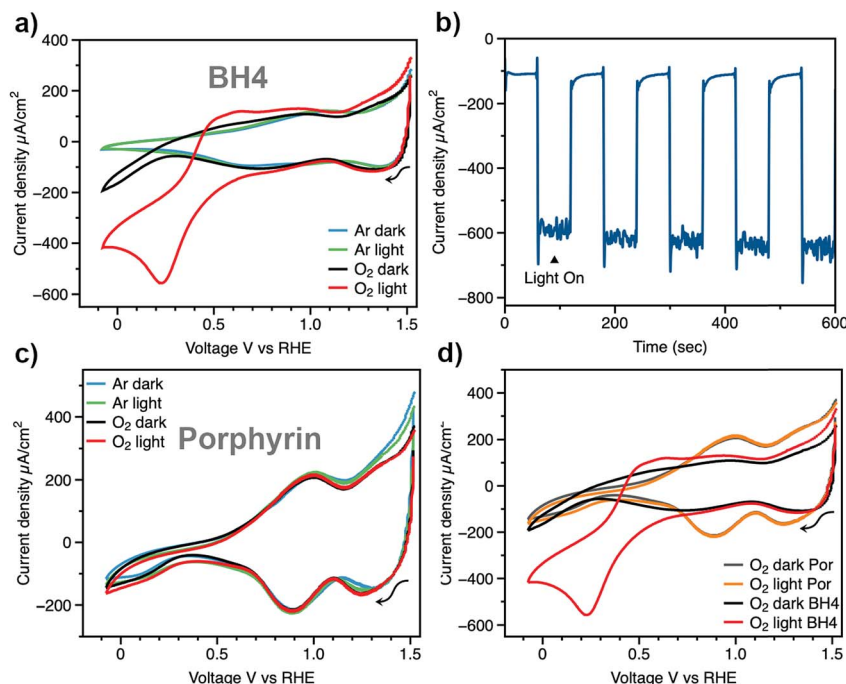 a)
BH4
Current density µA/cm²
400
200
0
−200
−400
−600
Ar dark
Ar light
O₂ dark
O₂ light
0
0.5
1.0
1.5
Voltage V vs RHE
b)
Current density µA/cm²
0
−200
−400
−600
−800
Light On
0
200
400
600
Time (sec)
c)
Porphyrin
Current density µA/cm²
400
200
0
−200
Ar dark
Ar light
O₂ dark
O₂ light
0
0.5
1.0
1.5
Voltage V vs RHE
d)
Current density µA/cm²
400
200
0
−200
−400
−600
O₂ dark Por
O₂ light Por
O₂ dark BH4
O₂ light BH4
0
0.5
1.0
1.5
Voltage V vs RHE